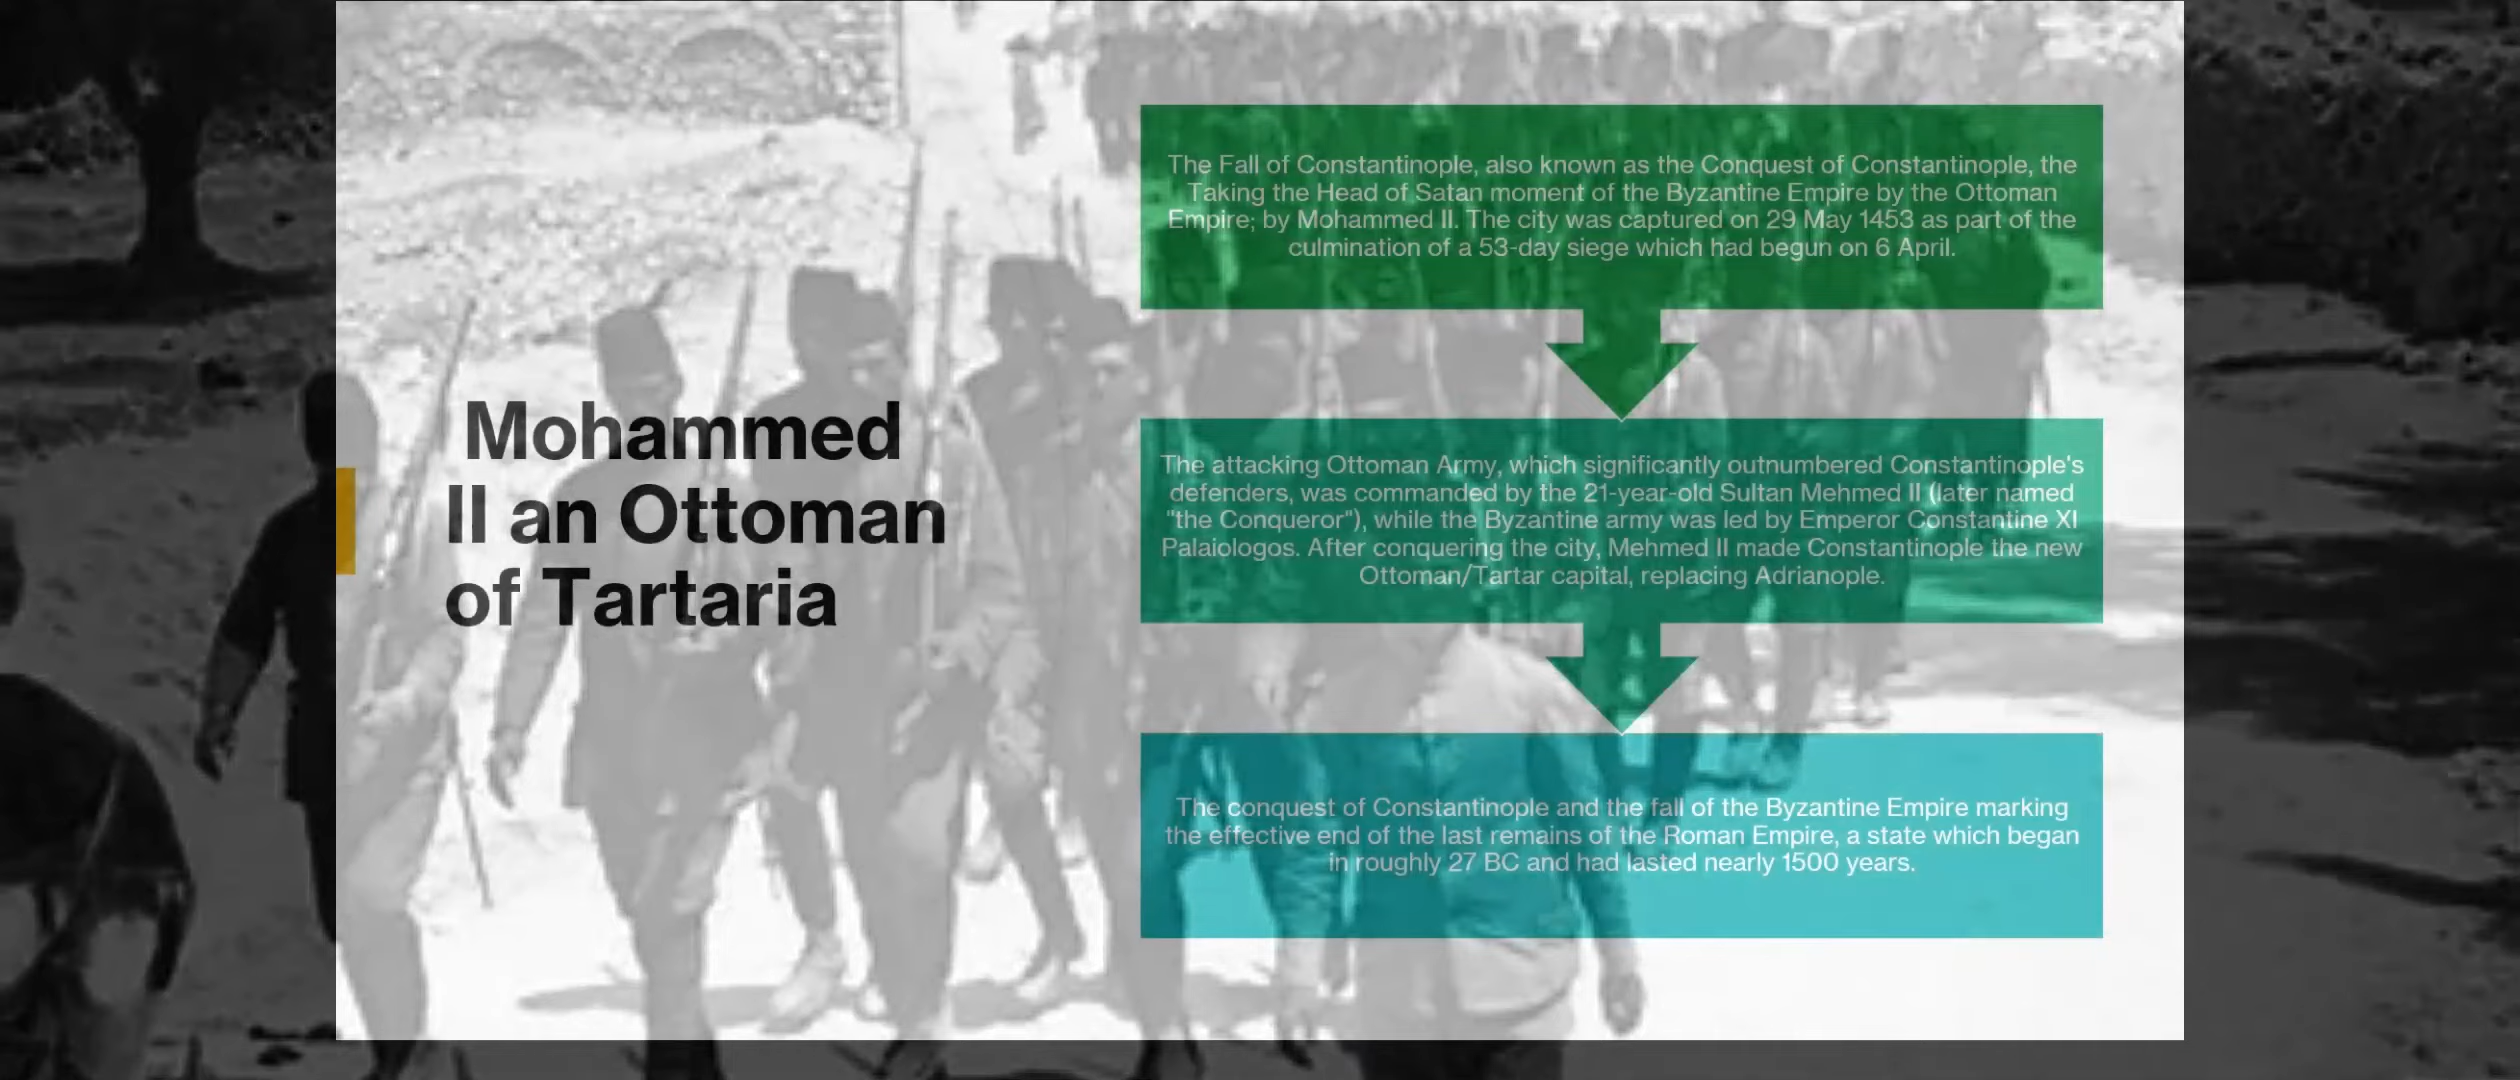 Mohammed
II an Ottoman
of Tartaria
The Fall of Constantinople, also known as the Conquest of Constantinople, the
Taking the Head of Satan moment of the Byzantine Empire by the Ottoman
Empire; by Mohammed II. The city was captured on 29 May 1453 as part of the
culmination of a 53-day siege which had begun on 6 April.
The attacking Ottoman Army, which significantly outnumbered Constantinople's
defenders, was commanded by the 21-year-old Sultan Mehmed II (later named
"the Conqueror"), while the Byzantine army was led by Emperor Constantine XI
Palaiologos. After conquering the city, Mehmed II made Constantinople the new
Ottoman/Tartar capital, replacing Adrianople.
The conquest of Constantinople and the fall of the Byzantine Empire marking
the effective end of the last remains of the Roman Empire, a state which began
in roughly 27 BC and had lasted nearly 1500 years.